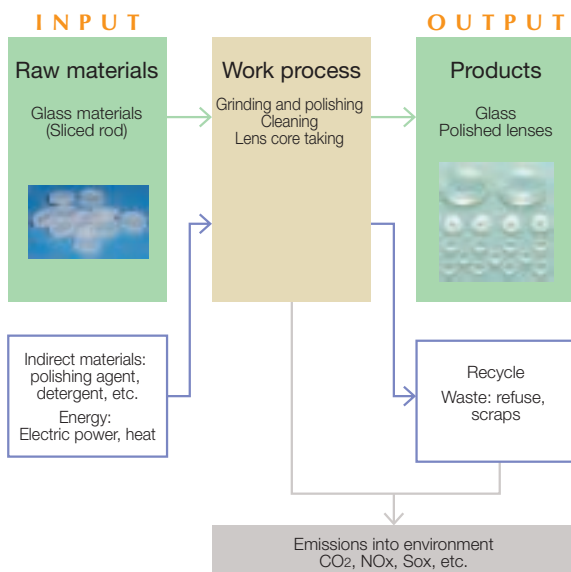 INPUT
OUTPUT
Raw materials
Glass materials
(Sliced rod)
Work process
Grinding and polishing
Cleaning
Lens core taking
Products
Glass
Polished lenses
Indirect materials:
polishing agent,
detergent, etc.
Energy:
Electric power, heat
Recycle
Waste: refuse,
scraps
Emissions into environment
CO2, NOx, Sox, etc.